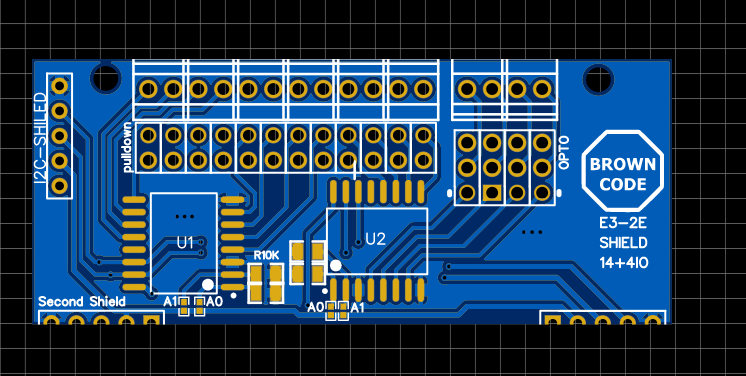 I2C-SHILED
pulldown
OPTO
BROWN
CODE
E3-2E
SHIELD
14+4IO
U1
U2
R10K
Second Shield
A1 A0
A0 A1